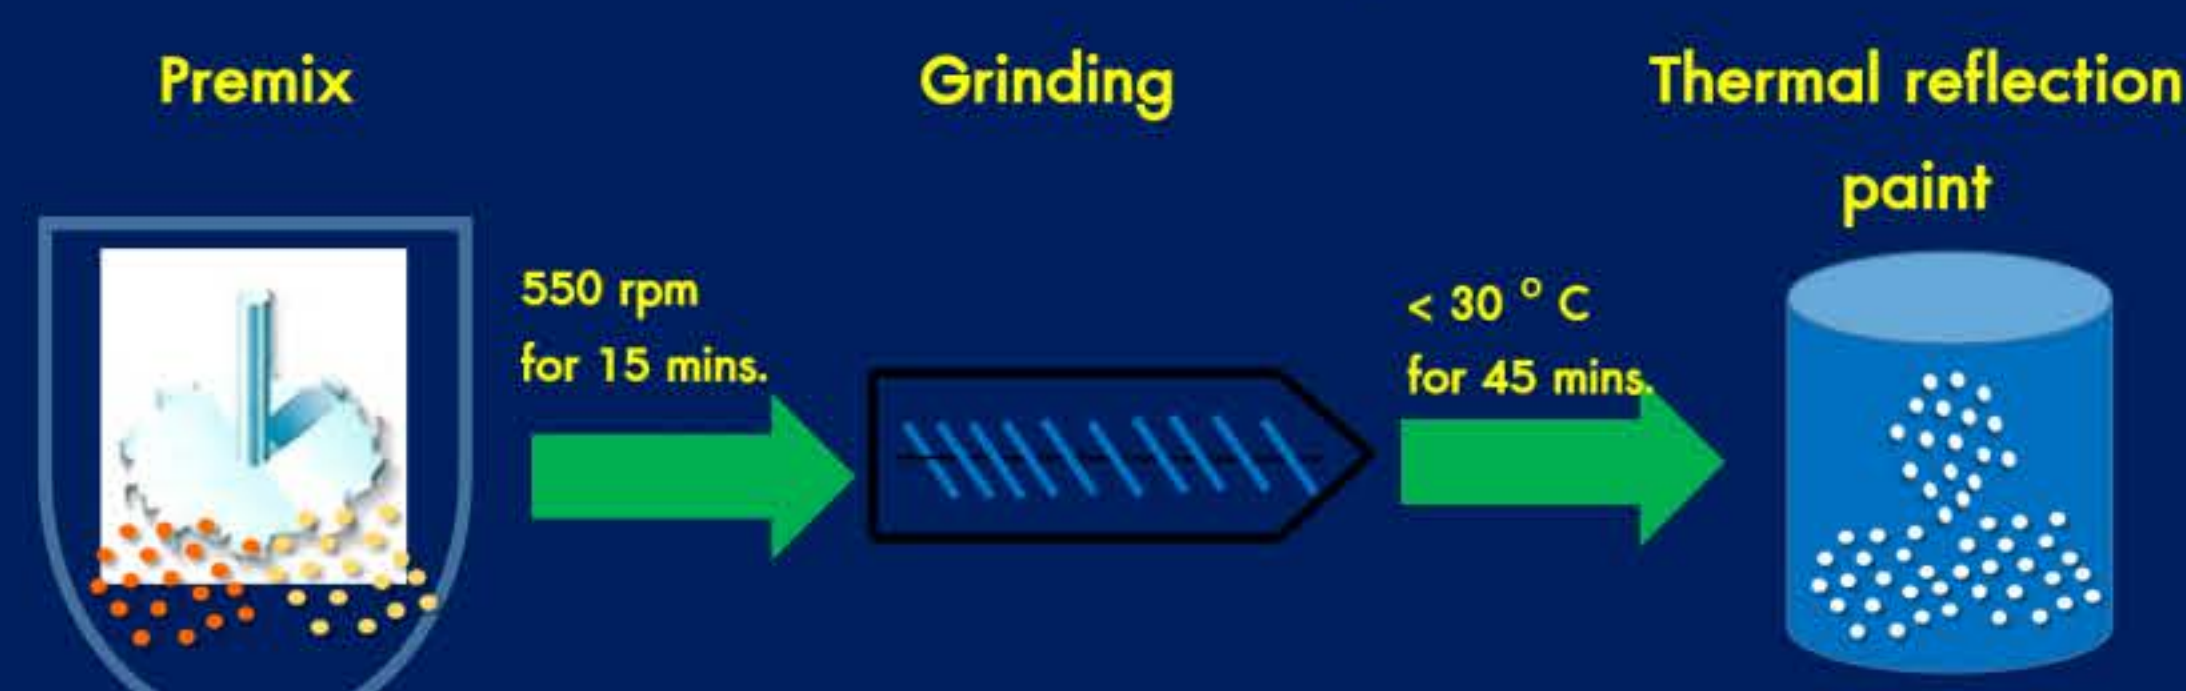 Premix
Grinding
Thermal reflection
paint
550 rpm
for 15 mins.
< 30 ° C
for 45 mins.